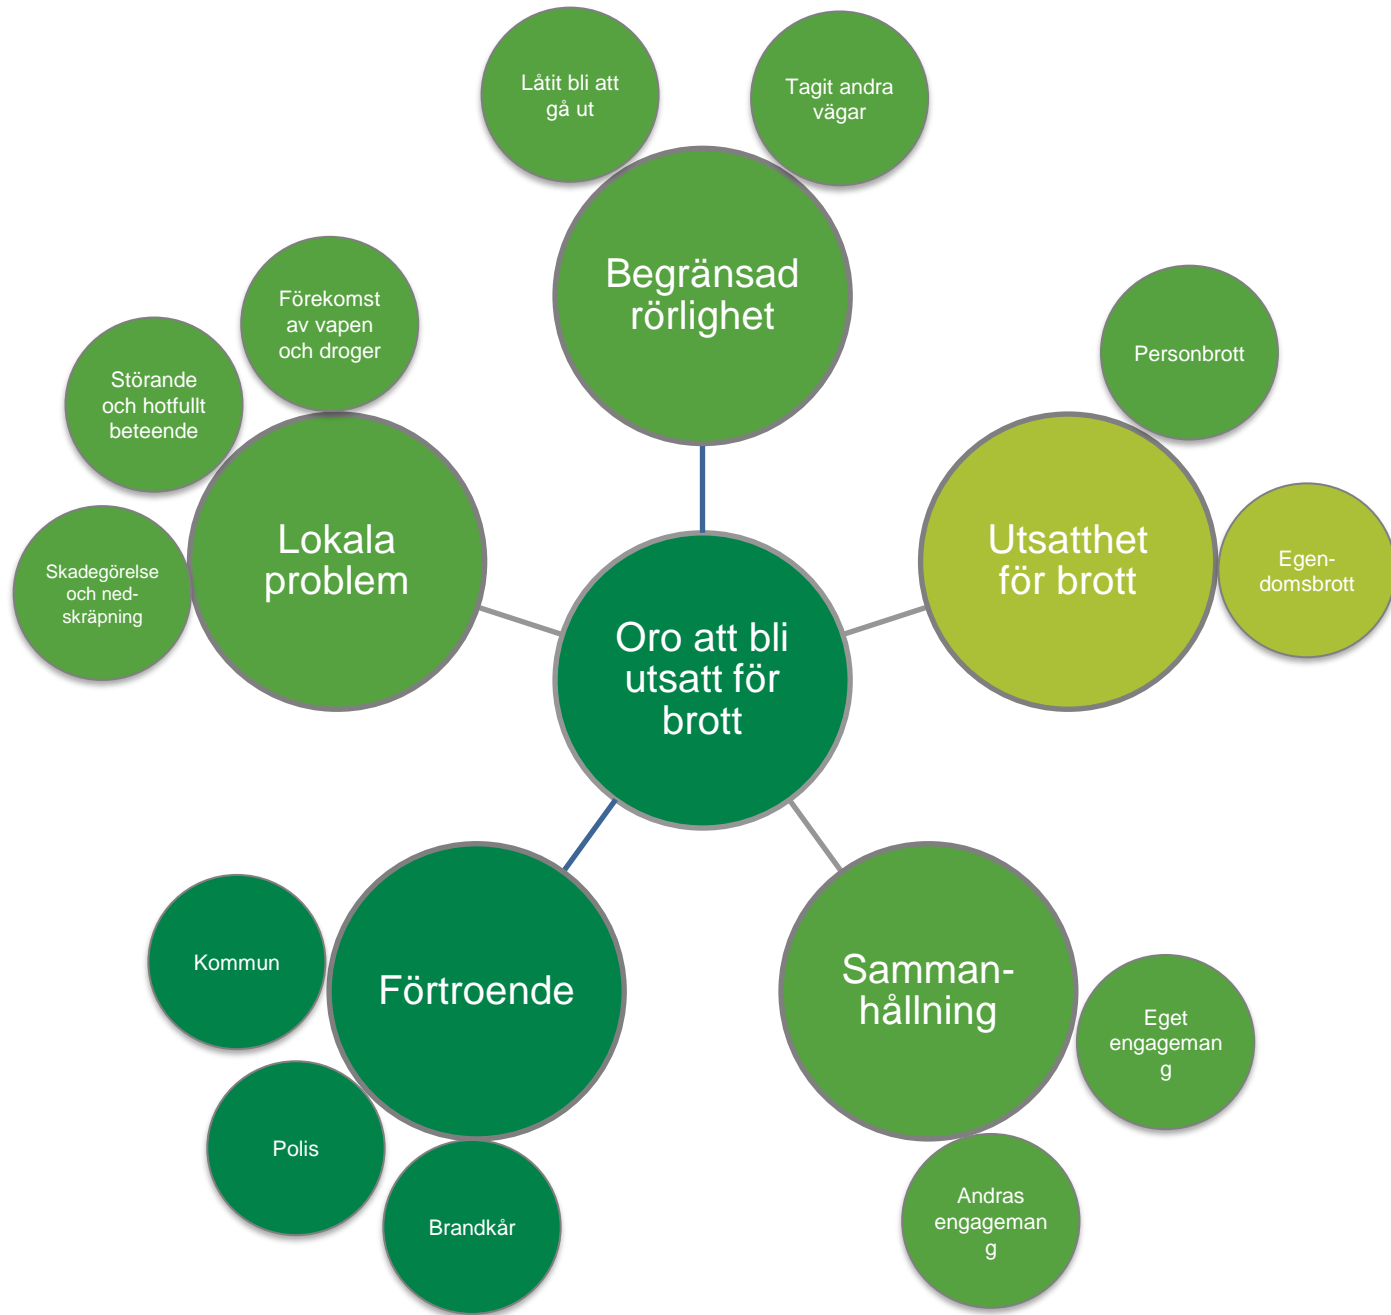 Låtit bli att
gå ut
Tagit andra
vägar
Begränsad
rörlighet
Förekomst
av vapen
och droger
Störande
och hotfullt
beteende
Skadegörelse
och ned-
skräpning
Lokala
problem
Personbrott
Egen-
domsbrott
Utsatthet
för brott
Oro att bli
utsatt för
brott
Kommun
Polis
Brandkår
Förtroende
Samman-
hållning
Eget
engageman
g
Andras
engageman
g